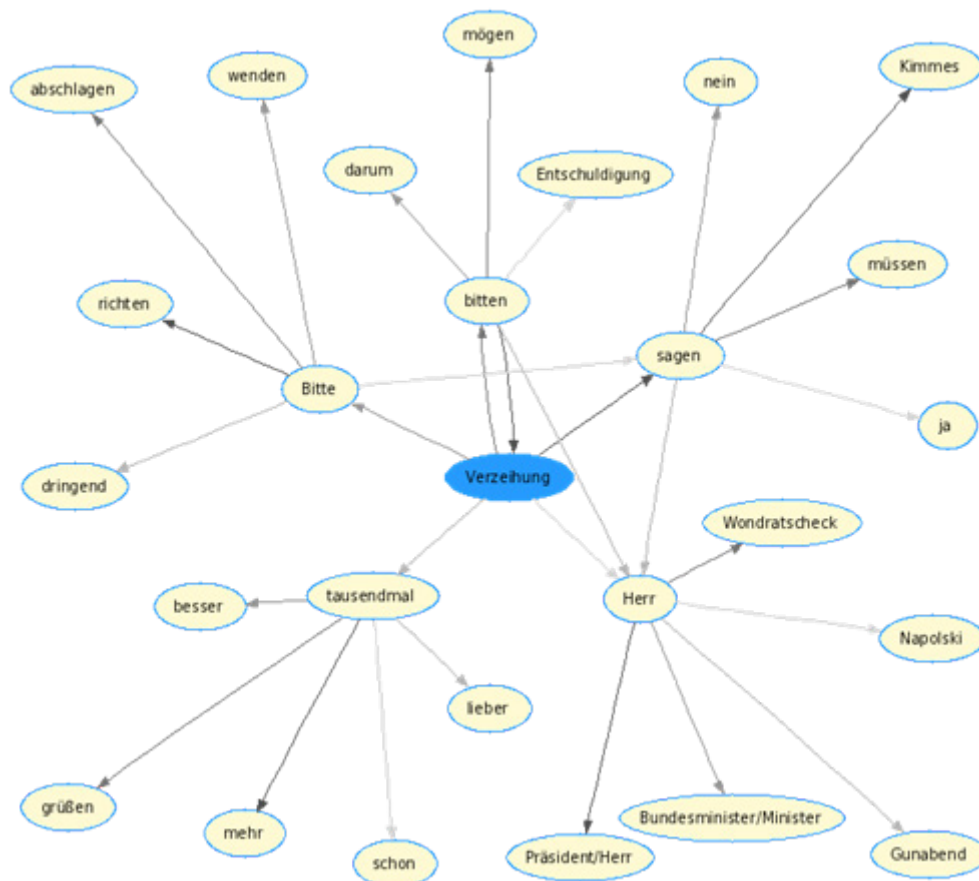 mögen
Kimmes
wenden
nein
abschlagen
darum
Entschuldigung
müssen
bitten
richten
sagen
Bitte
ja
Verzeihung
dringend
Wondratscheck
tausendmal
Herr
besser
Napolski
lieber
grüßen
Bundesminister/Minister
mehr
Gunabend
Präsident/Herr
schon